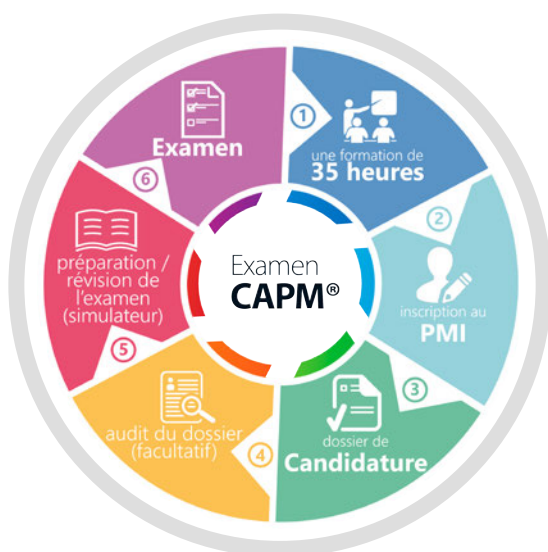 Examen
CAPM®
1
une formation de
35 heures
2
inscription au
PMI
3
dossier de
Candidature
4
audit du dossier
(facultatif)
5
préparation /
révision de
l'examen
(simulateur)
6
Examen